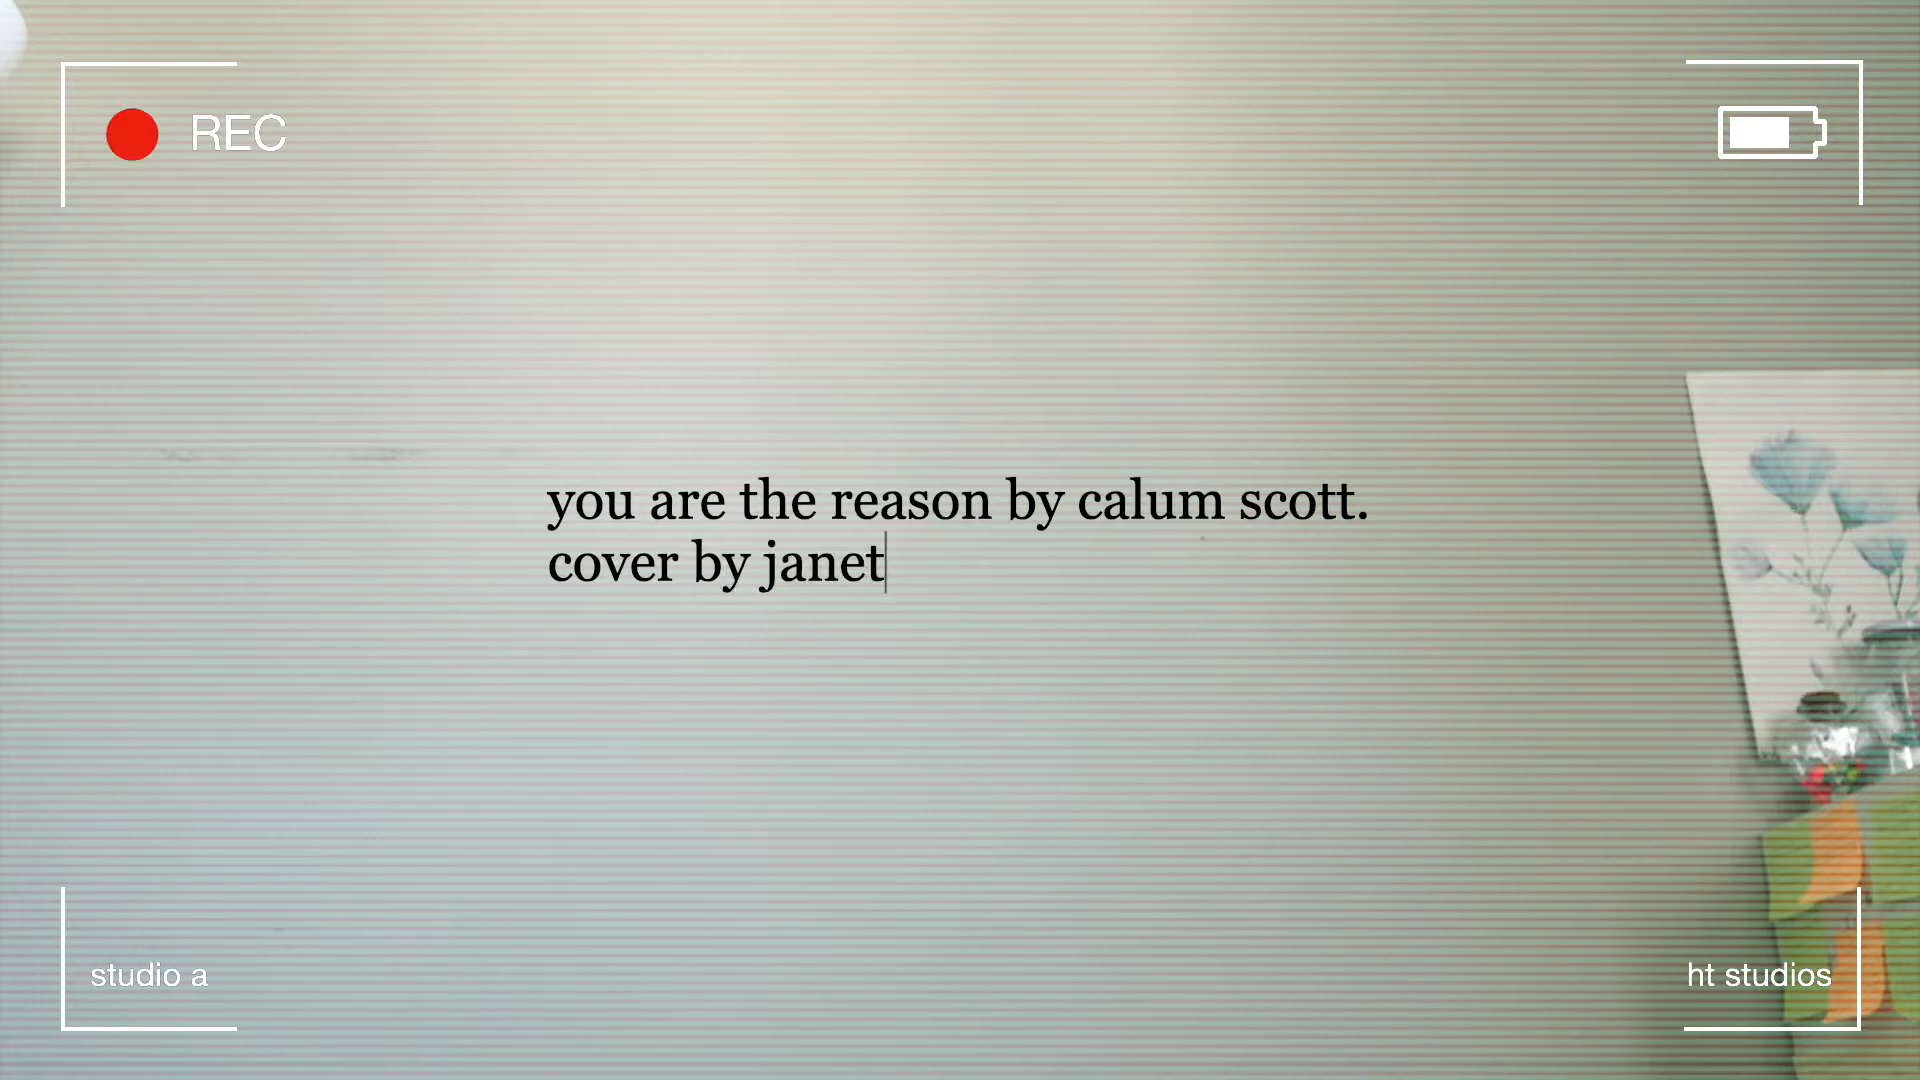 REC
you are the reason by calum scott.
cover by janet
studio a
ht studios